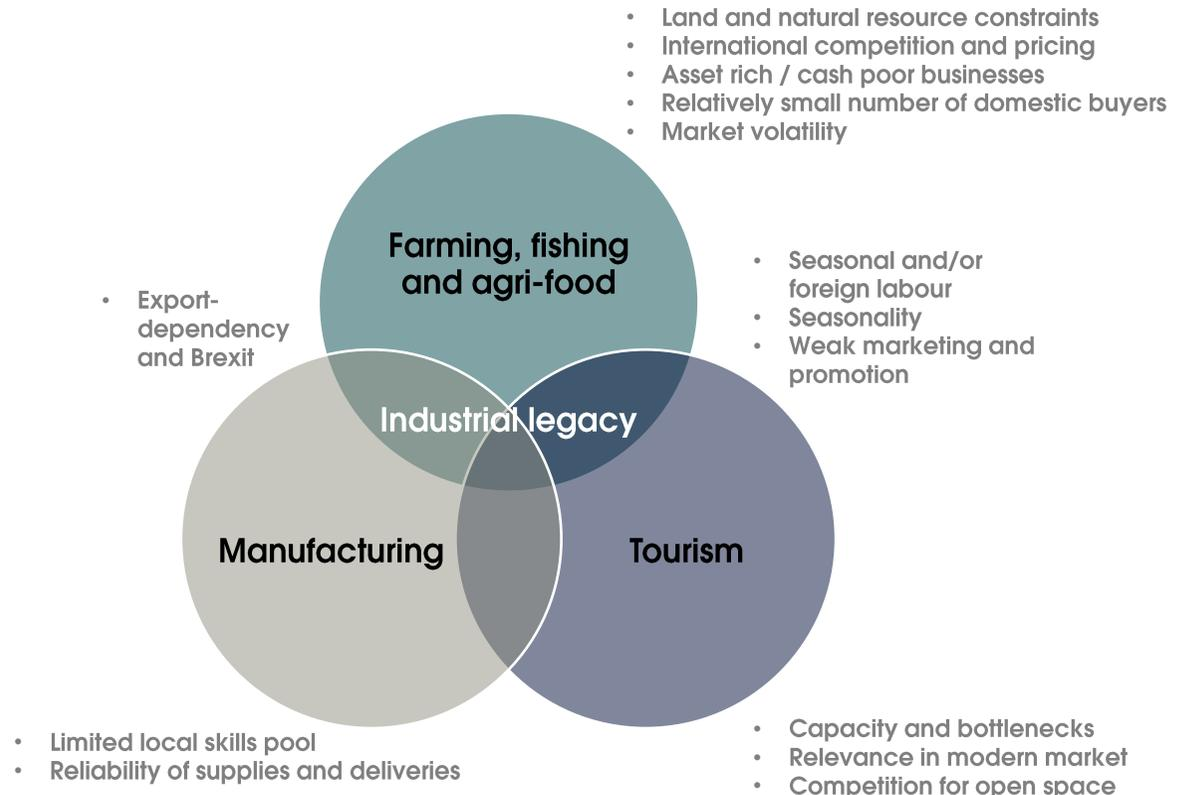 • Land and natural resource constraints
• International competition and pricing
• Asset rich / cash poor businesses
• Relatively small number of domestic buyers
• Market volatility
Farming, fishing
and agri-food
• Seasonal and/or
foreign labour
• Seasonality
• Weak marketing and
promotion
• Export-
dependency
and Brexit
Industrial legacy
Manufacturing
Tourism
• Limited local skills pool
• Reliability of supplies and deliveries
• Capacity and bottlenecks
• Relevance in modern market
• Competition for open space